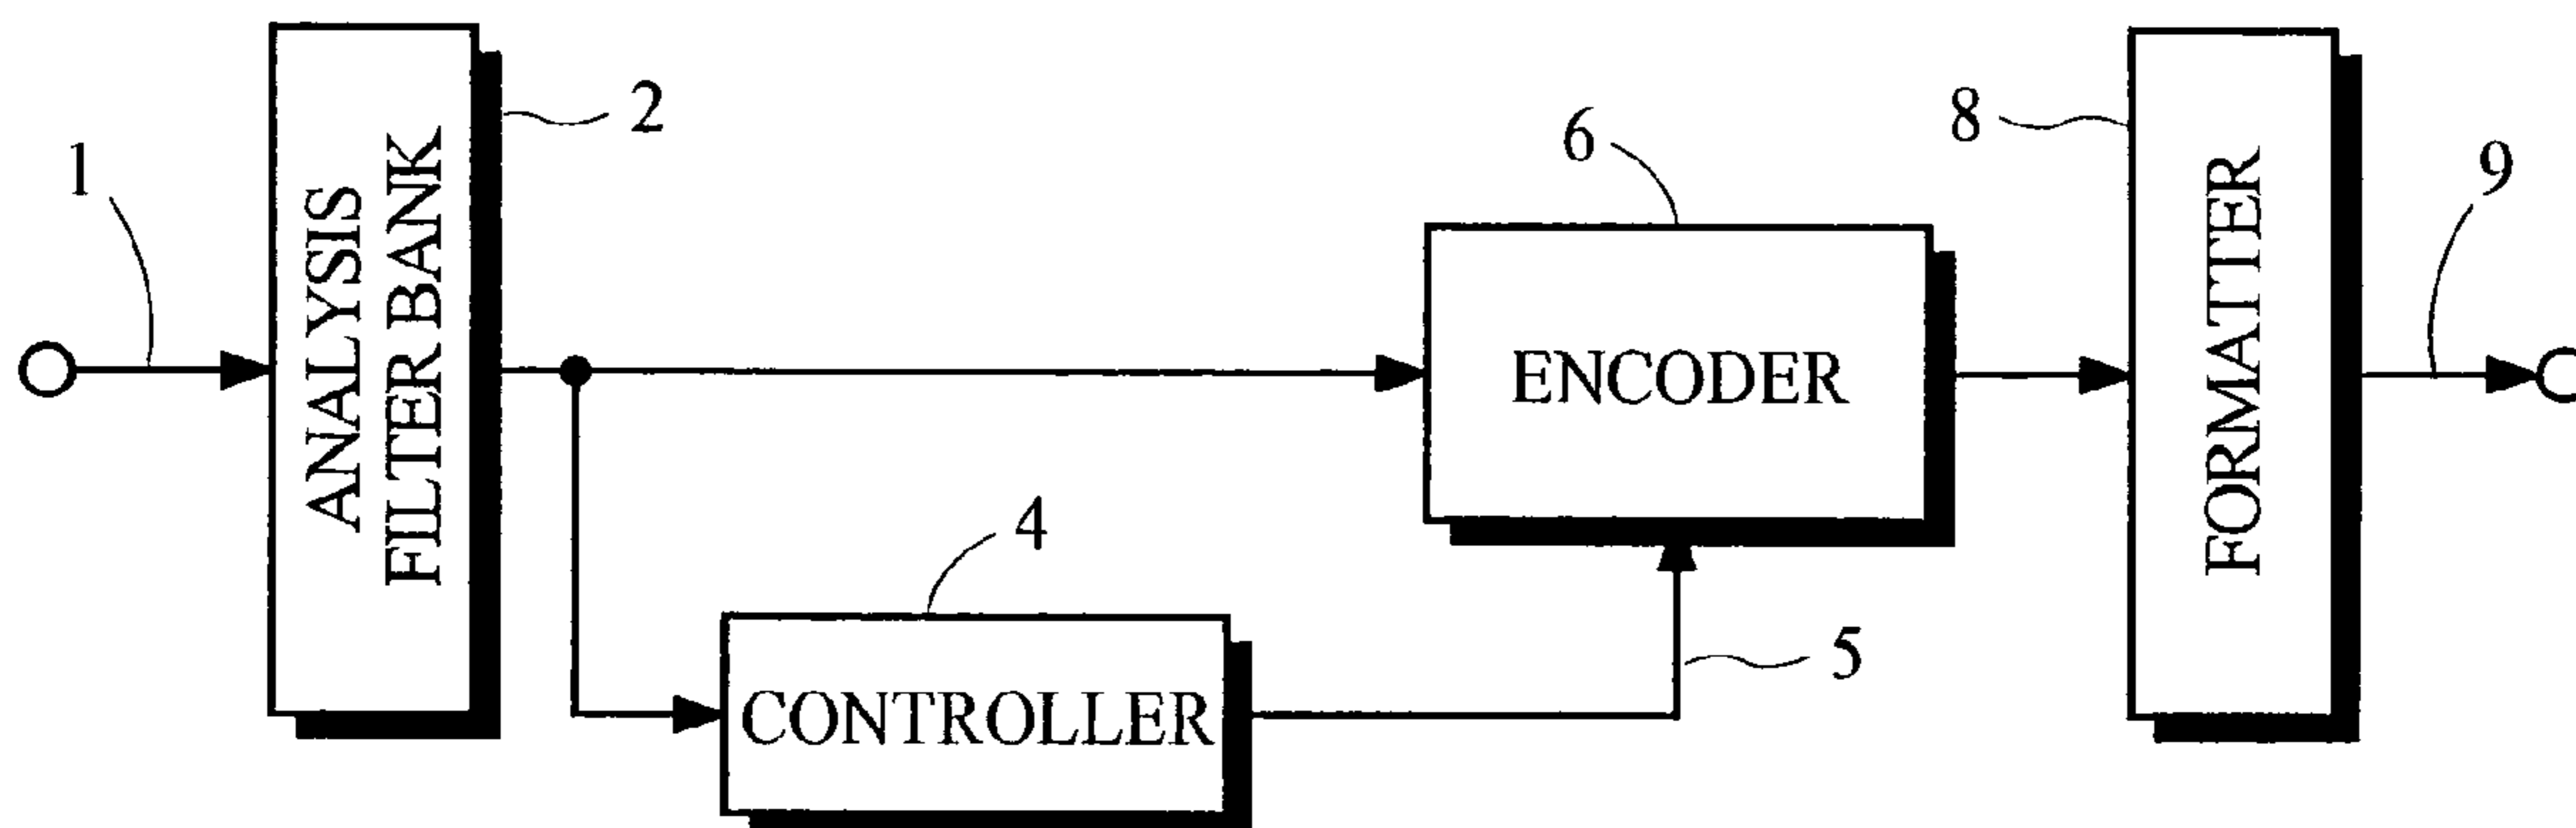 1
ANALYSIS
FILTER BANK
2
4
CONTROLLER
5
6
ENCODER
8
FORMATTER
9